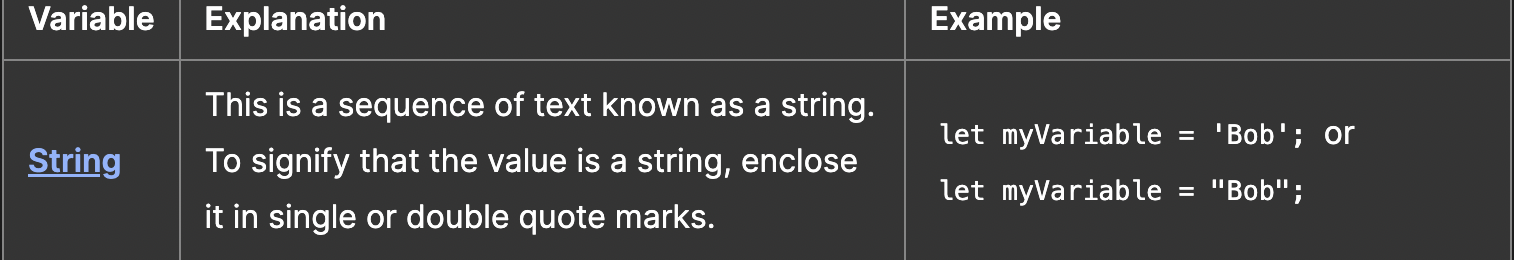 Variable Explanation Example
This is a sequence of text known as a string.
String To signify that the value is a string, enclose
it in single or double quote marks.
let myVariable = 'Bob'; or
let myVariable = "Bob";